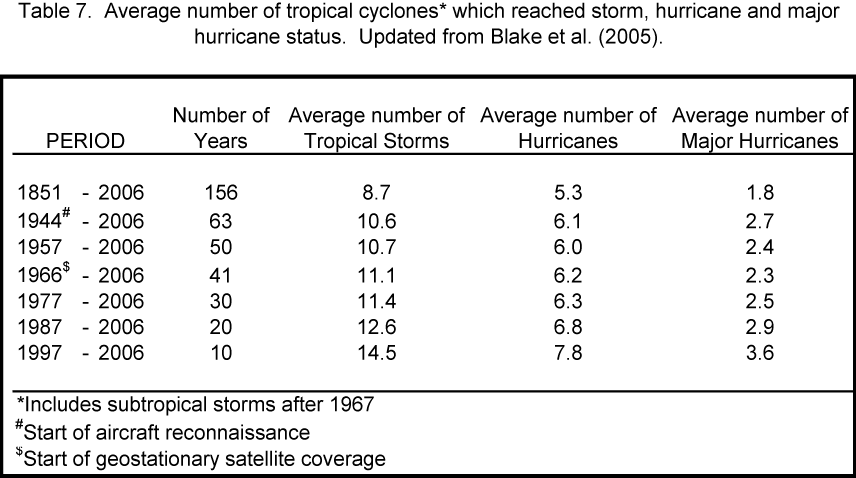 Table 7. Average number of tropical cyclones* which reached storm, hurricane and major
hurricane status. Updated from Blake et al. (2005).
PERIOD Number of Years Average number of Tropical Storms Average number of Hurricanes Average number of Major Hurricanes
1851 - 2006 156 8.7 5.3 1.8
1944# - 2006 63 10.6 6.1 2.7
1957 - 2006 50 10.7 6.0 2.4
1966$ - 2006 41 11.1 6.2 2.3
1977 - 2006 30 11.4 6.3 2.5
1987 - 2006 20 12.6 6.8 2.9
1997 - 2006 10 14.5 7.8 3.6
*Includes subtropical storms after 1967
#Start of aircraft reconnaissance
$Start of geostationary satellite coverage